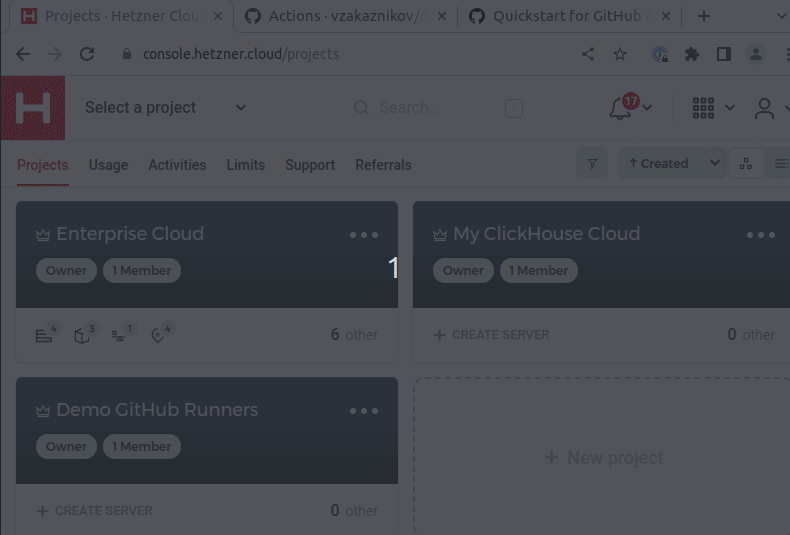 Projects · Hetzner Clou
Actions · vzakaznikov/d
Quickstart for GitHub A
console.hetzner.cloud/projects
H
Select a project
Search...
/
17
Projects
Usage
Activities
Limits
Support
Referrals
↑ Created
Enterprise Cloud
Owner
1 Member
4
3
1
4
6 other
My ClickHouse Cloud
Owner
1 Member
+ CREATE SERVER
0 other
1
Demo GitHub Runners
Owner
1 Member
+ CREATE SERVER
0 other
+ New project